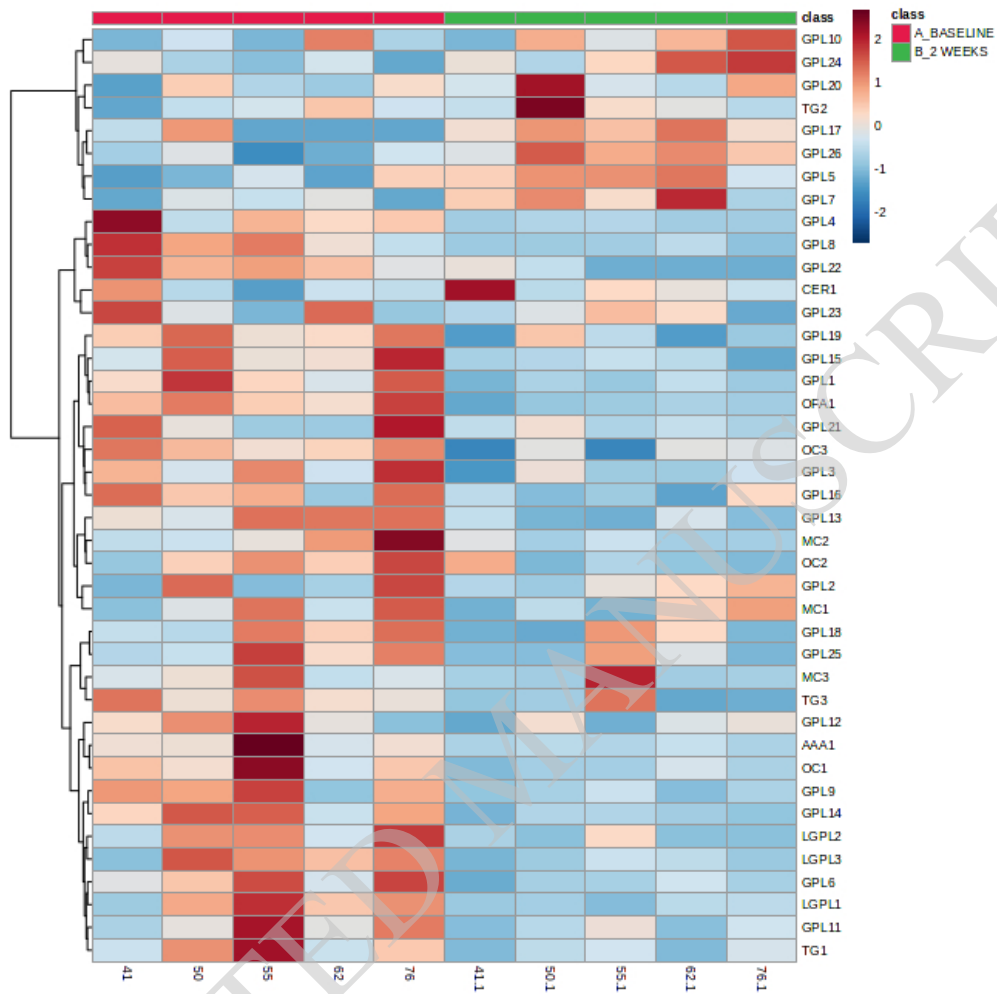 class
GPL10
GPL24
GPL20
TG2
GPL17
GPL26
GPL5
GPL7
GPL4
GPL8
GPL22
CER1
GPL23
GPL19
GPL15
GPL1
OFA1
GPL21
OC3
GPL3
GPL16
GPL13
MC2
OC2
GPL2
MC1
GPL18
GPL25
MC3
TG3
GPL12
AAA1
OC1
GPL9
GPL14
LGPL2
LGPL3
GPL6
LGPL1
GPL11
TG1
2
1
0
-1
-2
class
A_BASELINE
B_2 WEEKS
41 50 55 62 76 41.1 50.1 55.1 62.1 76.1
TED MANUSCRI